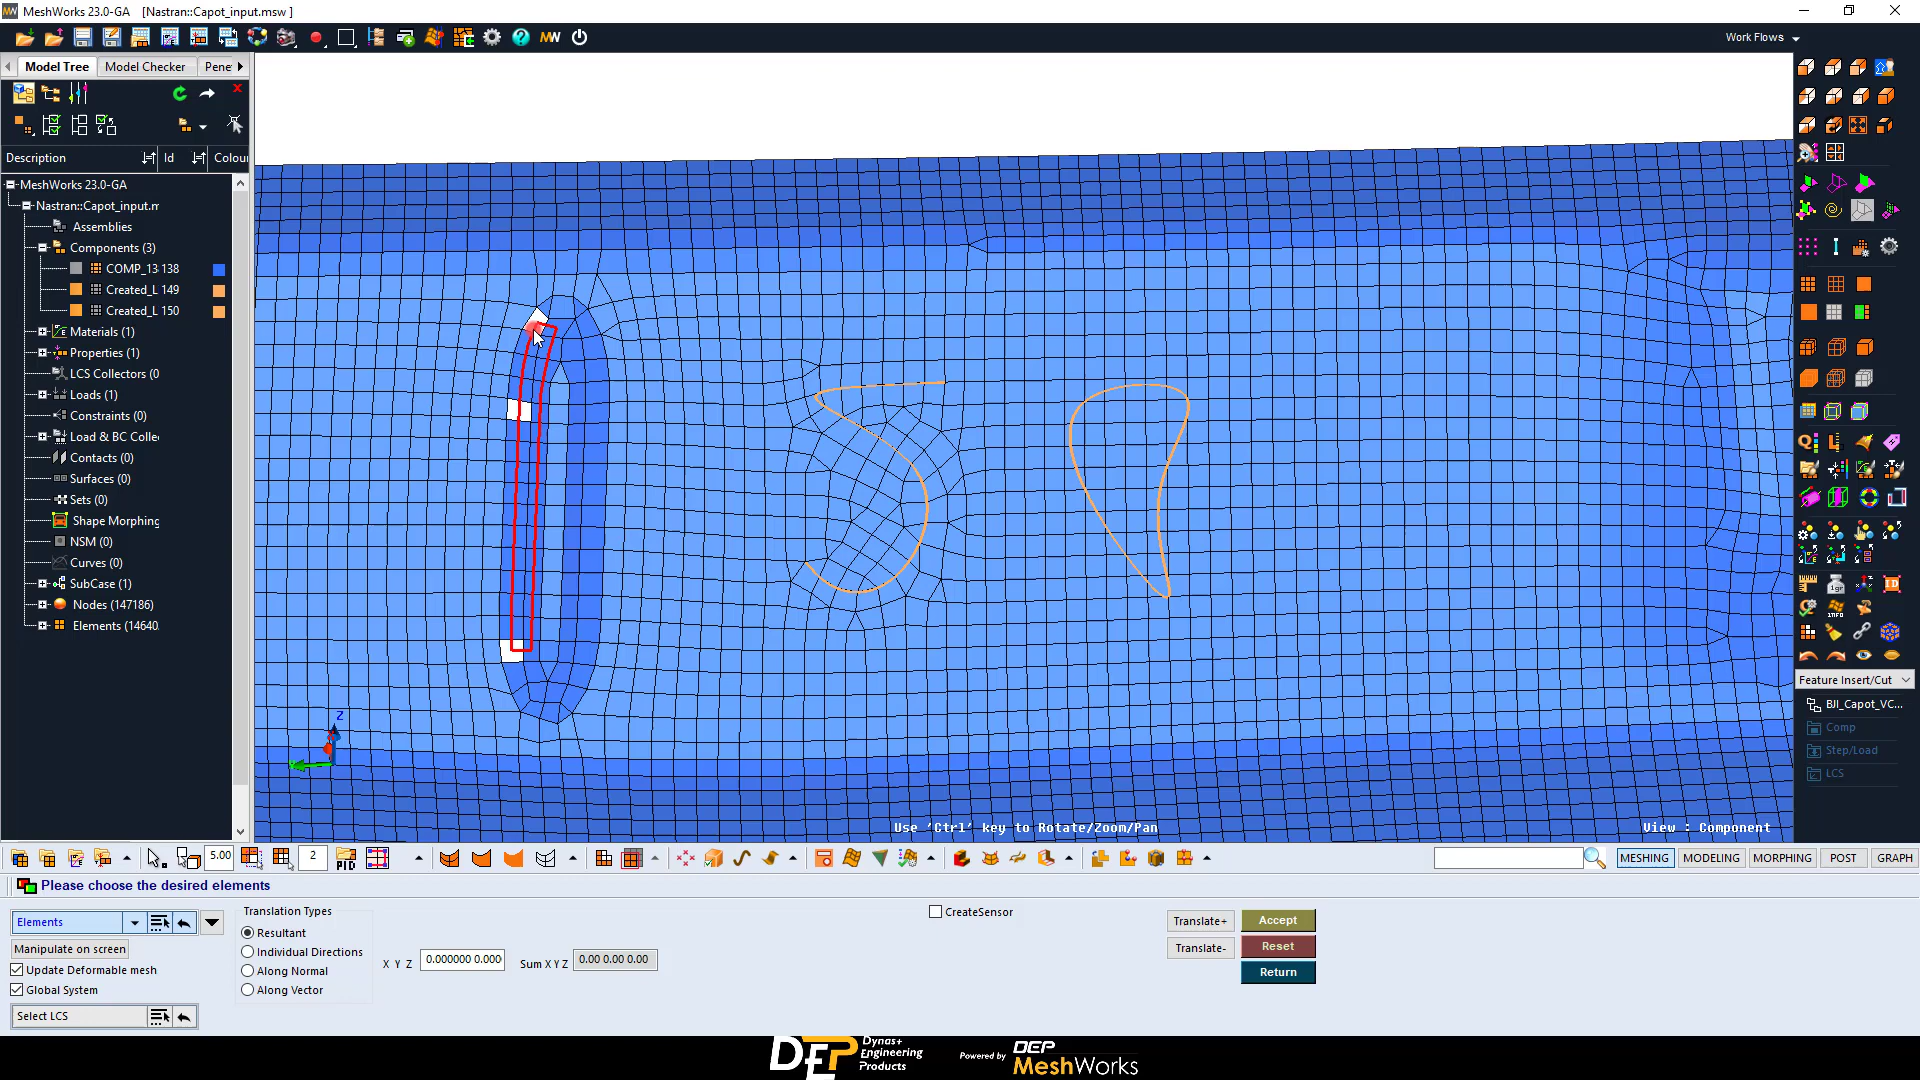 MeshWorks 23.0-GA [Nastran::Capot_input.msw ]
Work Flows
Model Tree
Model Checker
Pene
Description
Id
Colou
MeshWorks 23.0-GA
Nastran::Capot_input.m
Assemblies
Components (3)
COMP_13 138
Created_L 149
Created_L 150
Materials (1)
Properties (1)
LCS Collectors (0
Loads (1)
Constraints (0)
Load & BC Colle
Contacts (0)
Surfaces (0)
Sets (0)
Shape Morphing
NSM (0)
Curves (0)
SubCase (1)
Nodes (147186)
Elements (14640
Z
Use 'Ctrl' key to Rotate/Zoom/Pan
View : Component
Feature Insert/Cut
BJI_Capot_VC...
Comp
Step/Load
LCS
5.00
2
PID
MESHING
MODELING
MORPHING
POST
GRAPH
Please choose the desired elements
Elements
Manipulate on screen
Update Deformable mesh
Global System
Select LCS
Translation Types
Resultant
Individual Directions
Along Normal
Along Vector
X Y Z
0.000000 0.000
Sum X Y Z
0.00 0.00 0.00
CreateSensor
Translate+
Translate-
Accept
Reset
Return
DEP
Dynas+
Engineering
Products
Powered by
DEP
MeshWorks